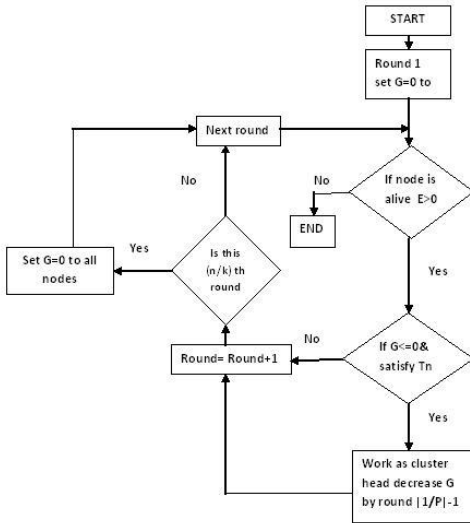 START
Round 1
set G=0 to
Next round
No
If node is
alive E>0
No
END
Set G=0 to all
nodes
Yes
Is this
(n/k) th
round
Yes
Round= Round+1
No
If G<=0&
satisfy Tn
Yes
Work as cluster
head decrease G
by round |1/P|-1